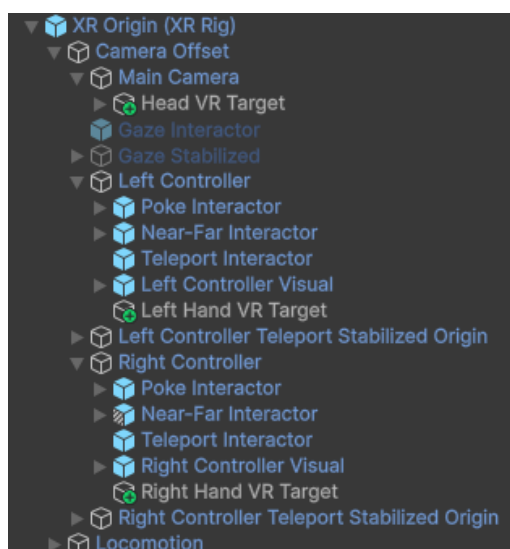 XR Origin (XR Rig)
Camera Offset
Main Camera
Head VR Target
Gaze Interactor
Gaze Stabilized
Left Controller
Poke Interactor
Near-Far Interactor
Teleport Interactor
Left Controller Visual
Left Hand VR Target
Left Controller Teleport Stabilized Origin
Right Controller
Poke Interactor
Near-Far Interactor
Teleport Interactor
Right Controller Visual
Right Hand VR Target
Right Controller Teleport Stabilized Origin
Locomotion